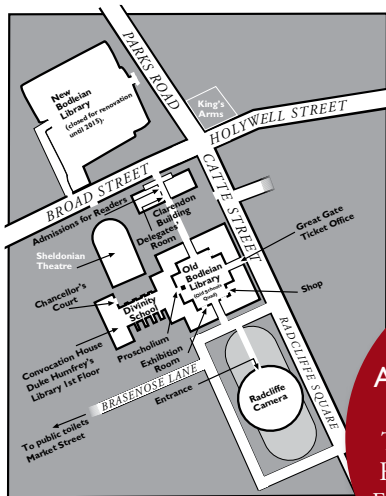 PARKS ROAD
New
Bodleian
Library
(closed for renovation
until 2015).
King's
Arms
HOLYWELL STREET
BROAD STREET
CATTE STREET
Admissions for Readers
Clarendon
Building
Delegates
Room
Sheldonian
Theatre
Great Gate
Ticket Office
Old
Bodleian
Library
(Old Schools
Quad)
Chancellor's
Court
Divinity
School
Shop
Convocation House
Duke Humfrey's
Library 1st Floor
Proscholium
Exhibition
Room
RADCLIFFE SQUARE
BRASENOSE LANE
Entrance
Radcliffe
Camera
To public toilets
Market Street
A